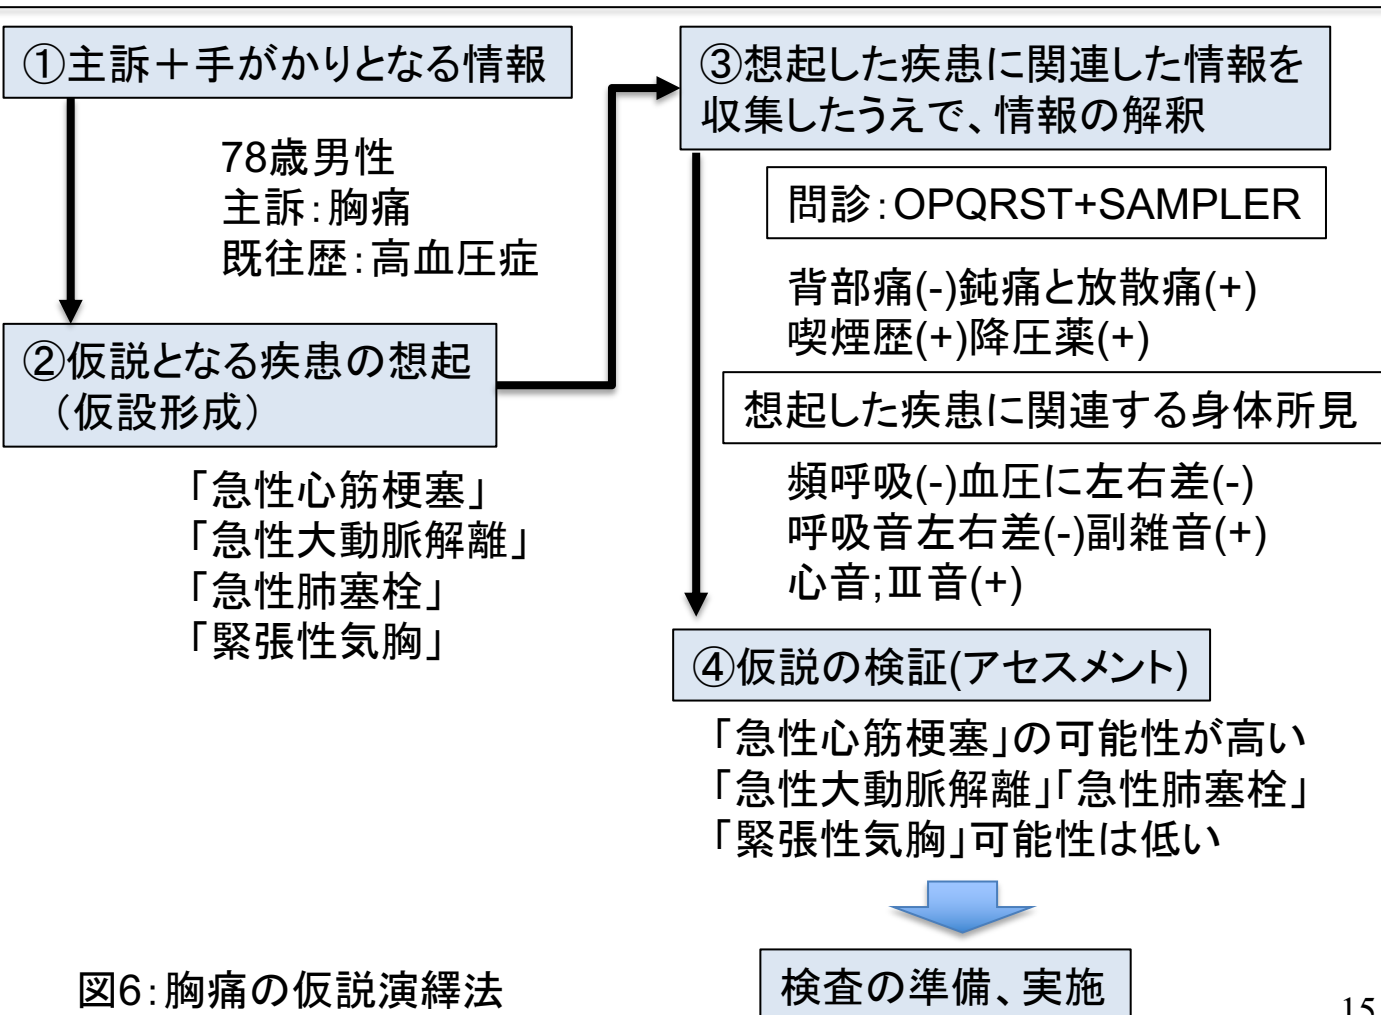 ①主訴＋手がかりとなる情報
78歳男性
主訴：胸痛
既往歴：高血圧症
②仮説となる疾患の想起
（仮設形成）
「急性心筋梗塞」
「急性大動脈解離」
「急性肺塞栓」
「緊張性気胸」
③想起した疾患に関連した情報を
収集したうえで、情報の解釈
問診：OPQRST+SAMPLER
背部痛(-)鈍痛と放散痛(+)
喫煙歴(+)降圧薬(+)
想起した疾患に関連する身体所見
頻呼吸(-)血圧に左右差(-)
呼吸音左右差(-)副雑音(+)
心音;Ⅲ音(+)
④仮説の検証(アセスメント)
「急性心筋梗塞」の可能性が高い
「急性大動脈解離」「急性肺塞栓」
「緊張性気胸」可能性は低い
検査の準備、実施
図6：胸痛の仮説演繹法
15